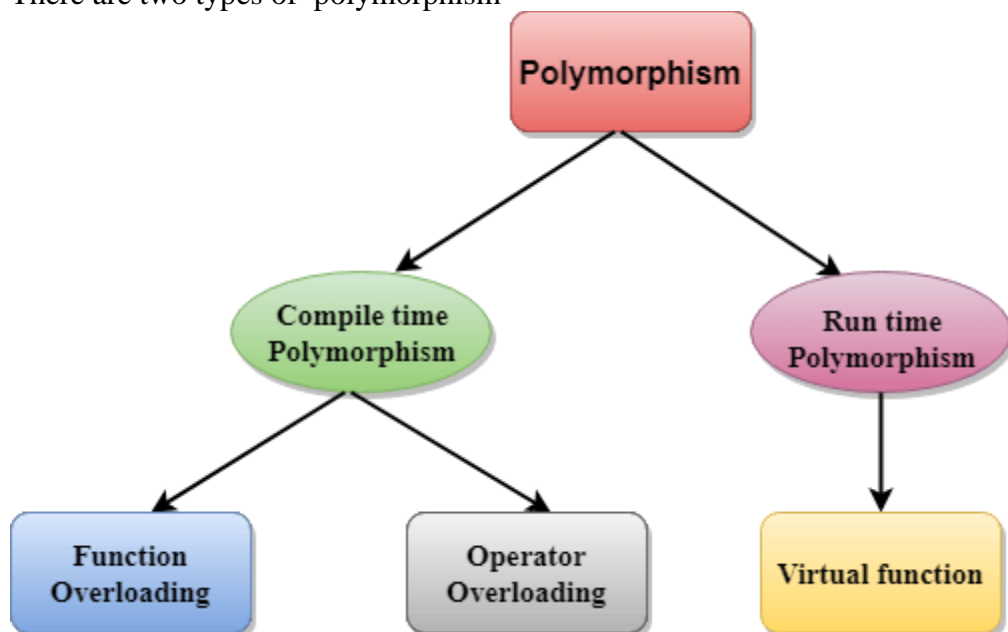 There are two types of  polymorphism
Polymorphism
Compile time
Polymorphism
Run time
Polymorphism
Function
Overloading
Operator
Overloading
Virtual function